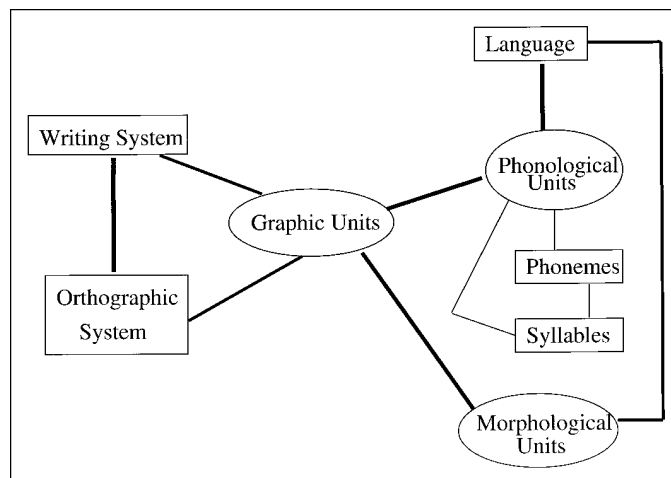 Language
Writing System
Phonological
Units
Graphic Units
Phonemes
Orthographic
System
Syllables
Morphological
Units